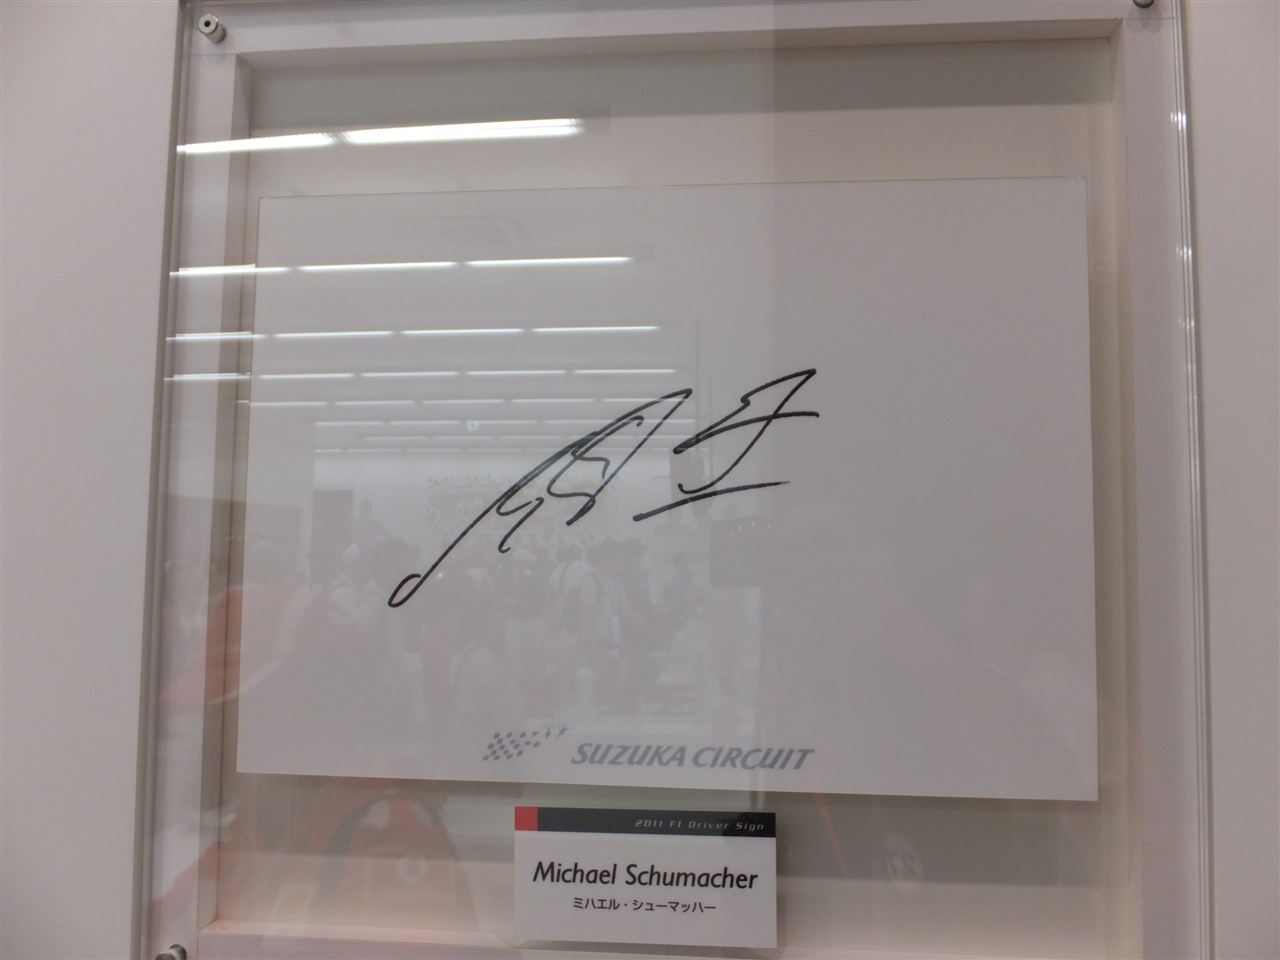 SUZUKA CIRCUIT
2011 F1 Driver Sign
Michael Schumacher
ミハエル・シューマッハー